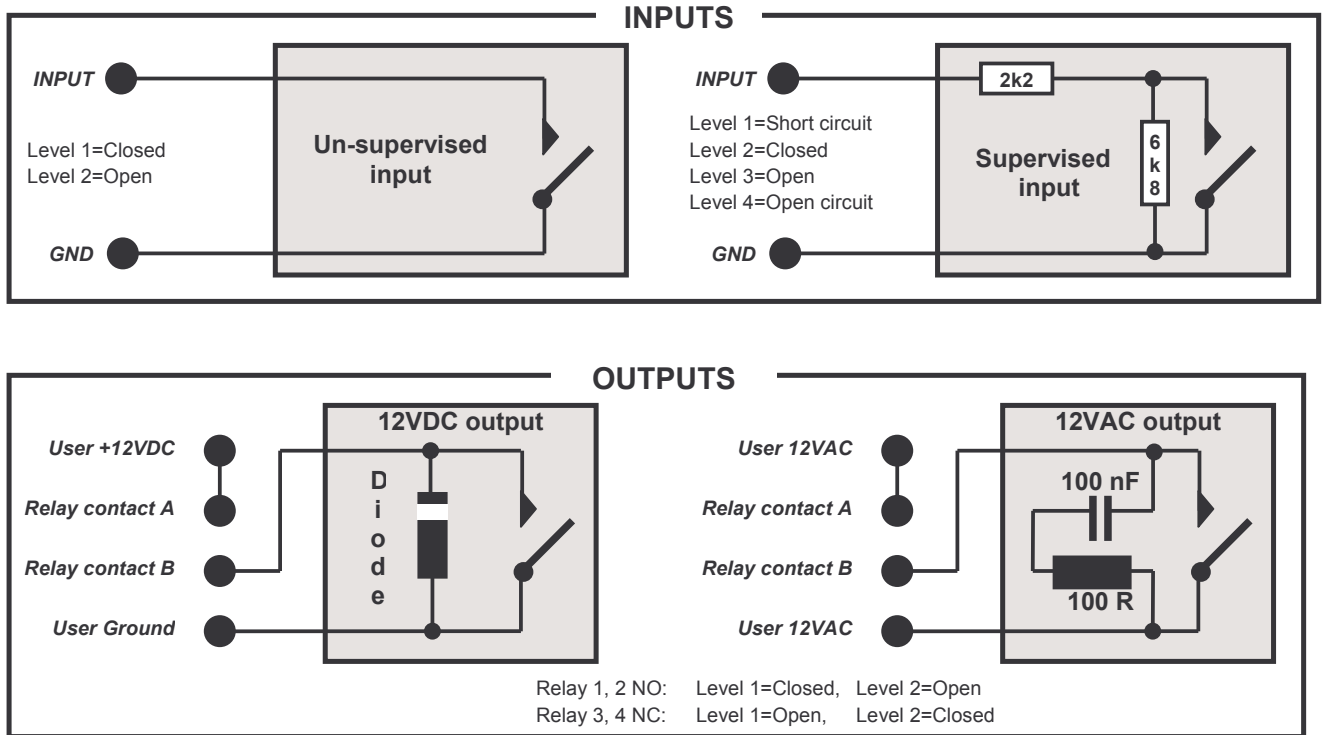 INPUTS
INPUT
Level 1=Closed
Level 2=Open
Un-supervised
input
GND
INPUT
2k2
Level 1=Short circuit
Level 2=Closed
Level 3=Open
Level 4=Open circuit
Supervised
input
6
k
8
GND
OUTPUTS
12VDC output
User +12VDC
Relay contact A
Relay contact B
User Ground
D
i
o
d
e
12VAC output
User 12VAC
Relay contact A
Relay contact B
User 12VAC
100 nF
100 R
Relay 1, 2 NO: Level 1=Closed, Level 2=Open
Relay 3, 4 NC: Level 1=Open, Level 2=Closed